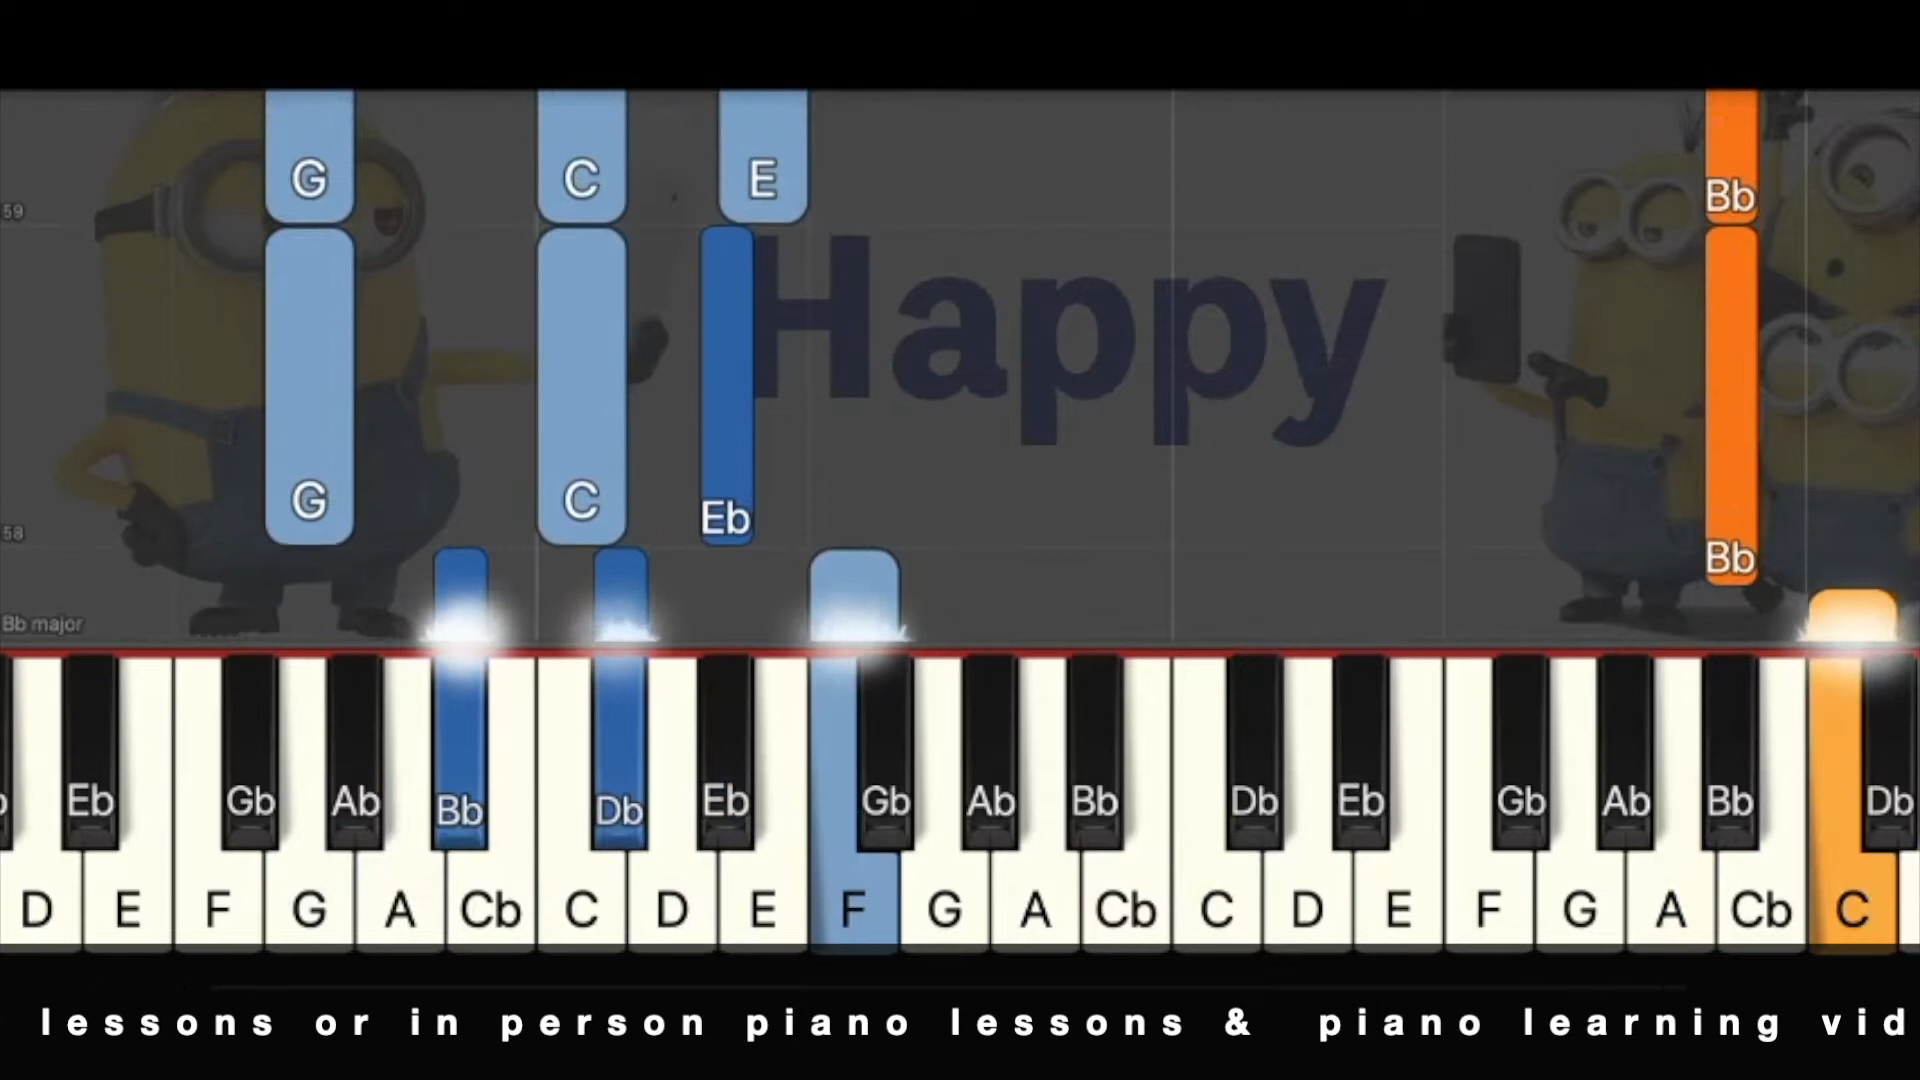 G C E
Bb
59
Happy
G C Eb
Bb
58
Bb major
Eb Gb Ab Bb Db Eb Gb Ab Bb Db Eb Gb Ab Bb Db
D E F G A Cb C D E F G A Cb C D E F G A Cb C
lessons or in person piano lessons & piano learning vid